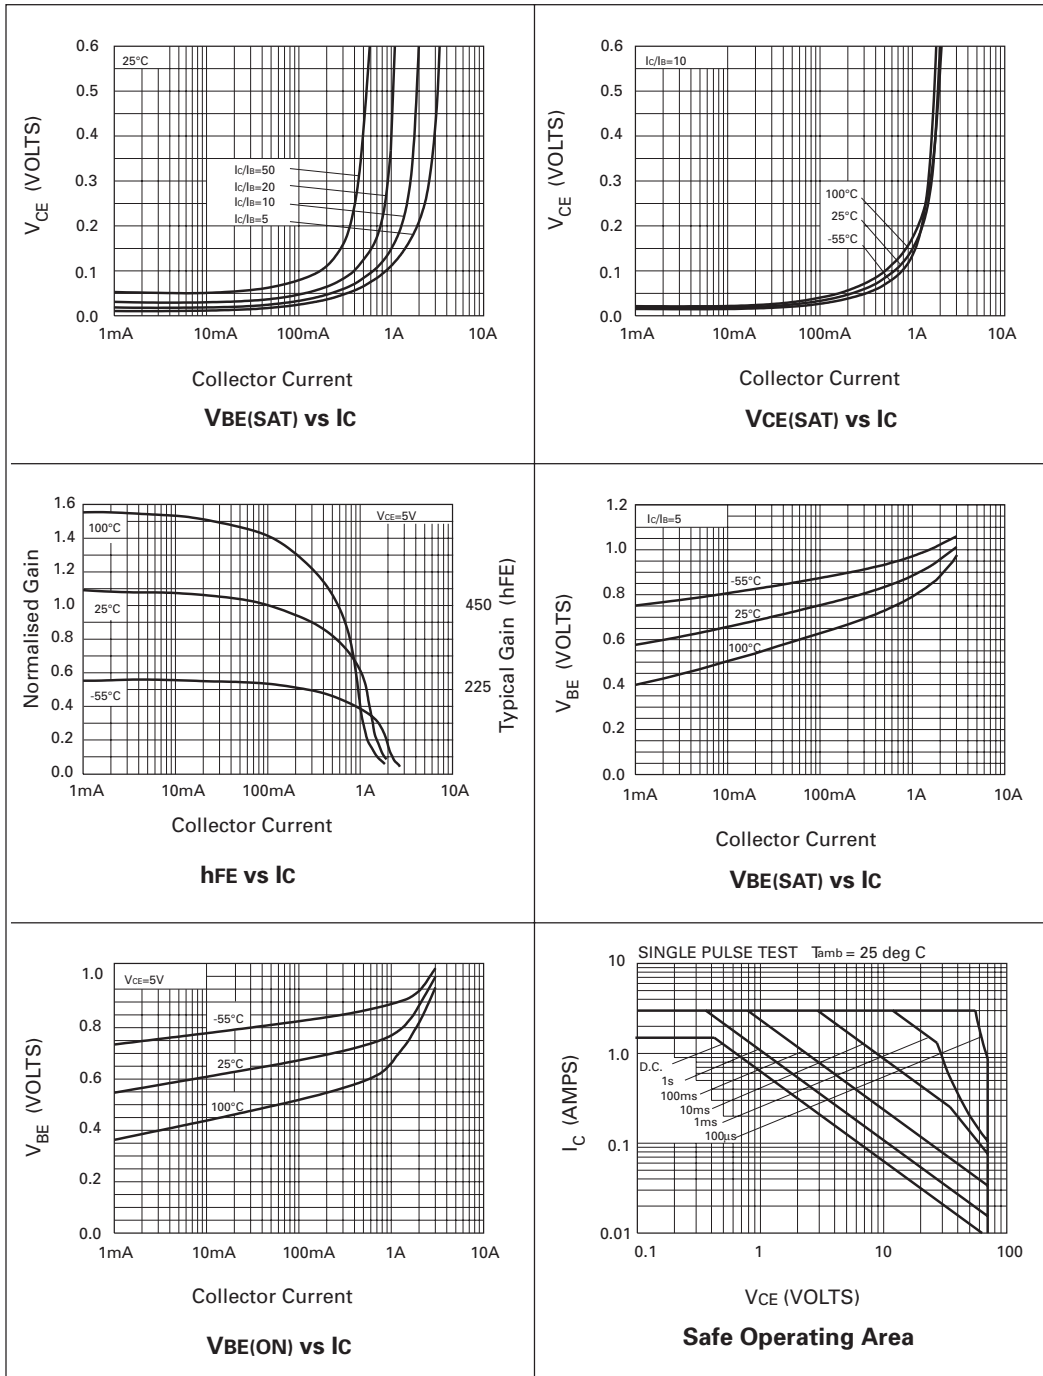 0.6
25°C
0.5
0.4
0.3
0.2
0.1
0.0
VCE (VOLTS)
IC/IB=50
IC/IB=20
IC/IB=10
IC/IB=5
1mA 10mA 100mA 1A 10A
Collector Current
VBE(SAT) vs IC
0.6
IC/IB=10
0.5
0.4
0.3
0.2
0.1
0.0
VCE (VOLTS)
100°C
25°C
-55°C
1mA 10mA 100mA 1A 10A
Collector Current
VCE(SAT) vs IC
1.6
1.4
1.2
1.0
0.8
0.6
0.4
0.2
0.0
Normalised Gain
VCE=5V
100°C
25°C
-55°C
450
225
Typical Gain (hFE)
1mA 10mA 100mA 1A 10A
Collector Current
hFE vs IC
1.2
1.0
0.8
0.6
0.4
0.2
0.0
VBE (VOLTS)
IC/IB=5
-55°C
25°C
100°C
1mA 10mA 100mA 1A 10A
Collector Current
VBE(SAT) vs IC
1.0
0.8
0.6
0.4
0.2
0.0
VBE (VOLTS)
VCE=5V
-55°C
25°C
100°C
1mA 10mA 100mA 1A 10A
Collector Current
VBE(ON) vs IC
SINGLE PULSE TEST Tamb = 25 deg C
10
1.0
0.1
0.01
IC (AMPS)
D.C.
1s
100ms
10ms
1ms
100µs
0.1 1 10 100
VCE (VOLTS)
Safe Operating Area